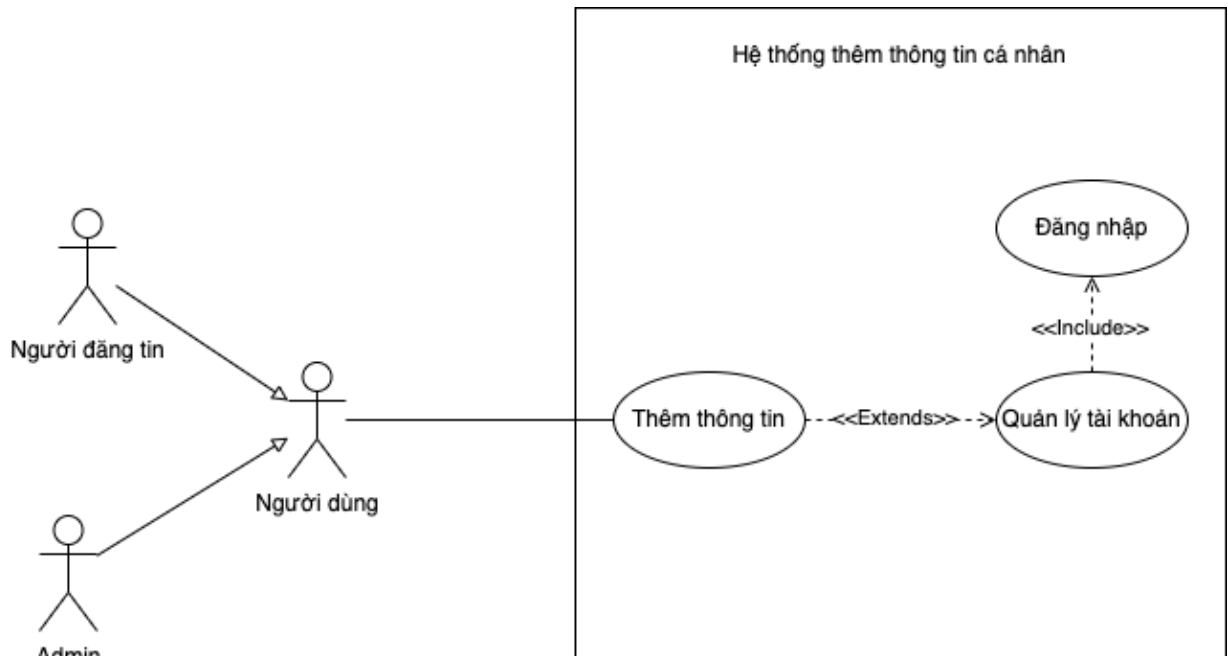 Hệ thống thêm thông tin cá nhân
Đăng nhập
<<Include>>
Người đăng tin
Thêm thông tin
<<Extends>>
Quản lý tài khoản
Người dùng
Admin